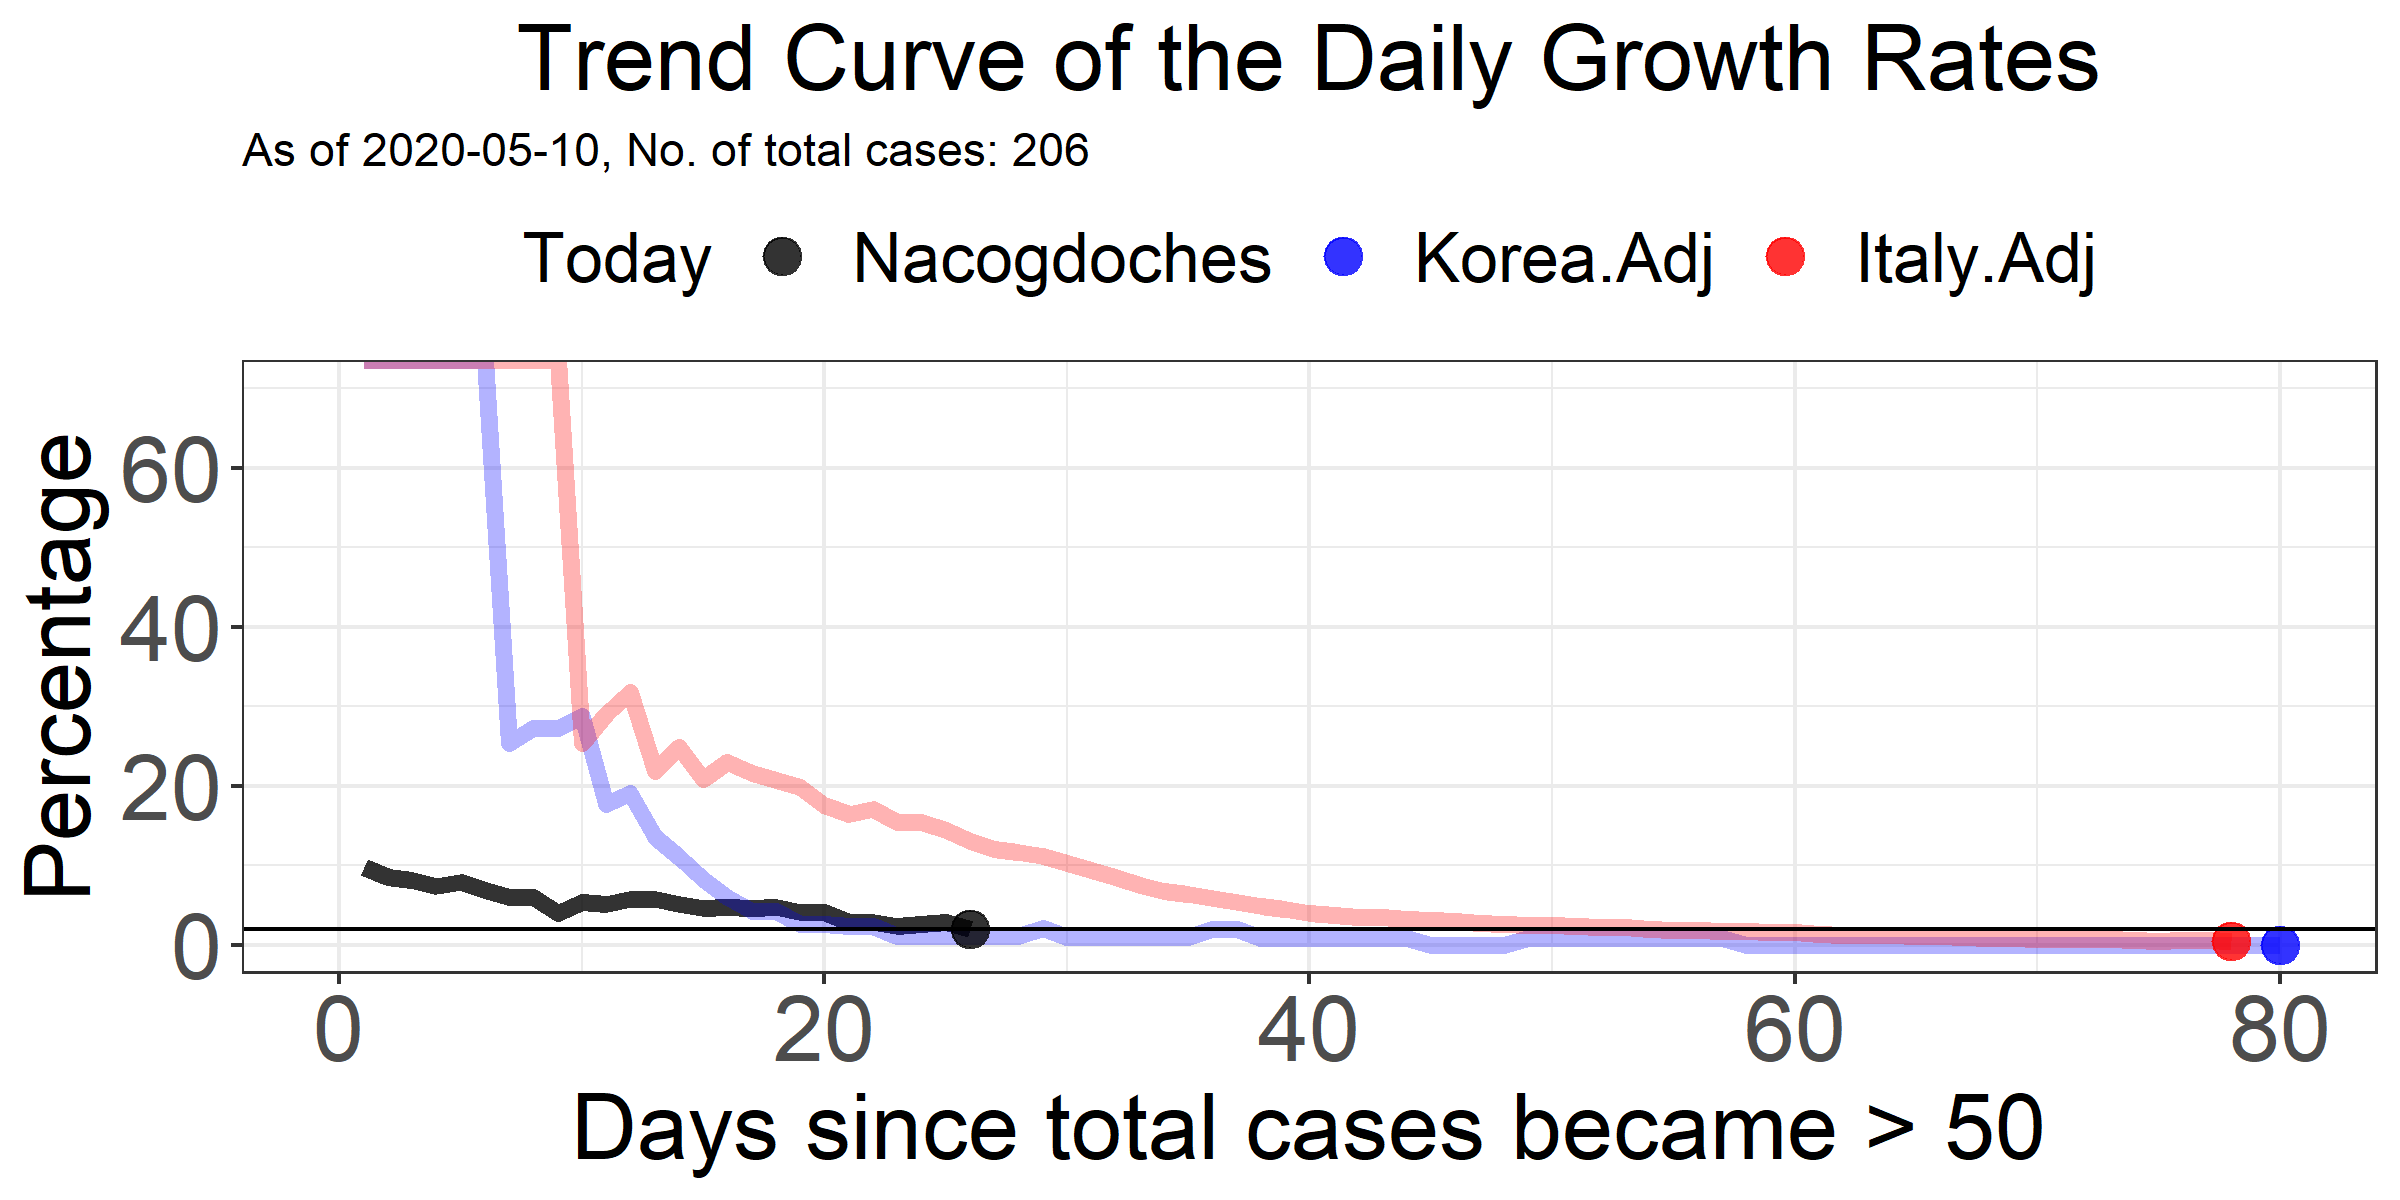 Trend Curve of the Daily Growth Rates
As of 2020-05-10, No. of total cases: 206
Today Nacogdoches Korea.Adj Italy.Adj
Percentage
60
40
20
0
0 20 40 60 80
Days since total cases became > 50